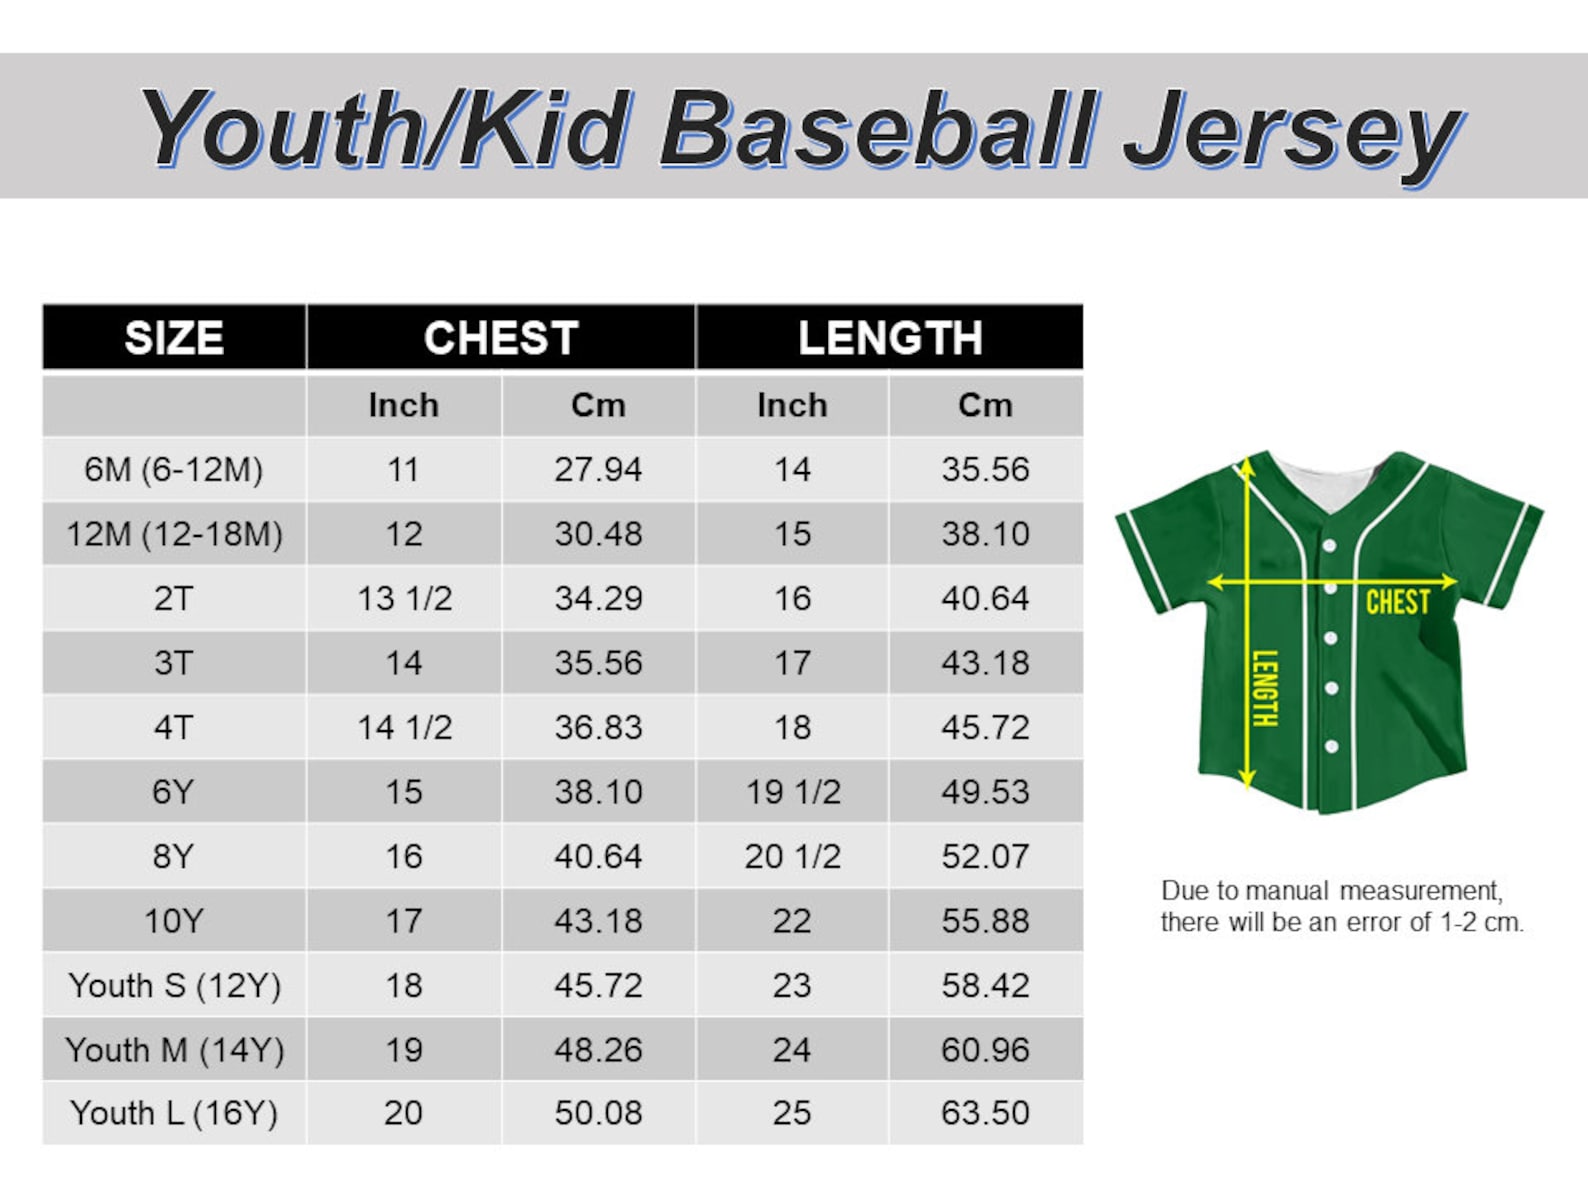 Youth/Kid Baseball Jersey
SIZE CHEST LENGTH
Inch Cm Inch Cm
6M (6-12M) 11 27.94 14 35.56
12M (12-18M) 12 30.48 15 38.10
2T 13 1/2 34.29 16 40.64
3T 14 35.56 17 43.18
4T 14 1/2 36.83 18 45.72
6Y 15 38.10 19 1/2 49.53
8Y 16 40.64 20 1/2 52.07
10Y 17 43.18 22 55.88
Youth S (12Y) 18 45.72 23 58.42
Youth M (14Y) 19 48.26 24 60.96
Youth L (16Y) 20 50.08 25 63.50
CHEST
LENGTH
Due to manual measurement,
there will be an error of 1-2 cm.